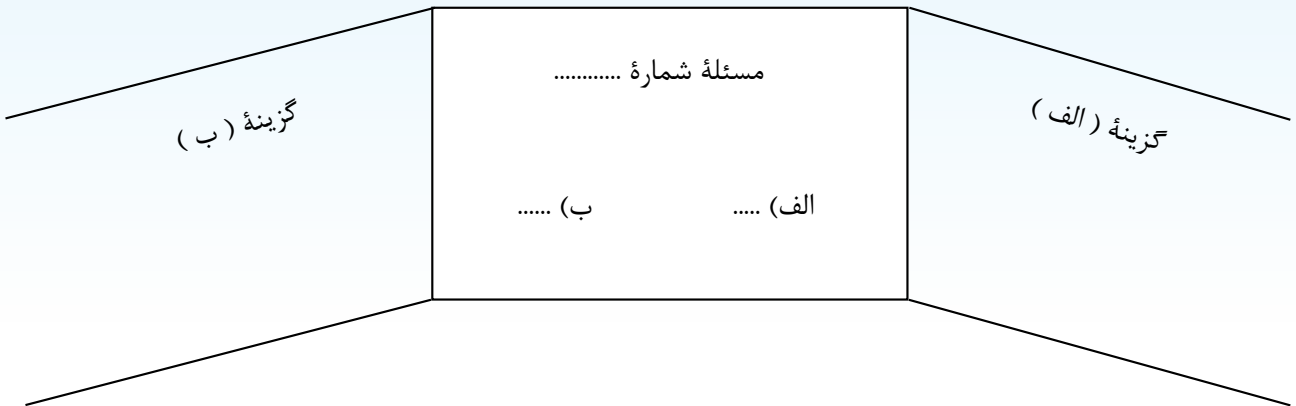 مسئلهٔ شمارهٔ ............
گزینهٔ ( الف )
گزینهٔ ( ب )
الف) ..... ب) ......